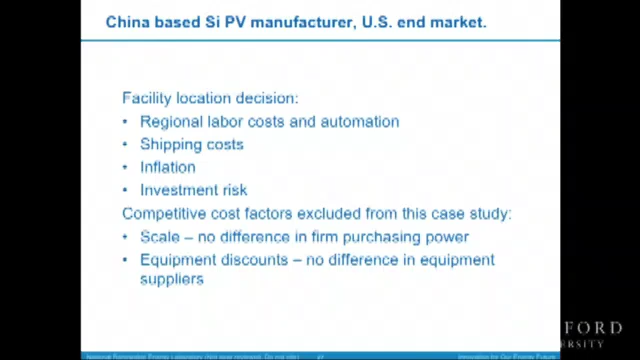 China based Si PV manufacturer, U.S. end market.
Facility location decision:
• Regional labor costs and automation
• Shipping costs
• Inflation
• Investment risk
Competitive cost factors excluded from this case study:
• Scale – no difference in firm purchasing power
• Equipment discounts – no difference in equipment
suppliers
FORD
ERSITY
Innovation for Our Energy Future